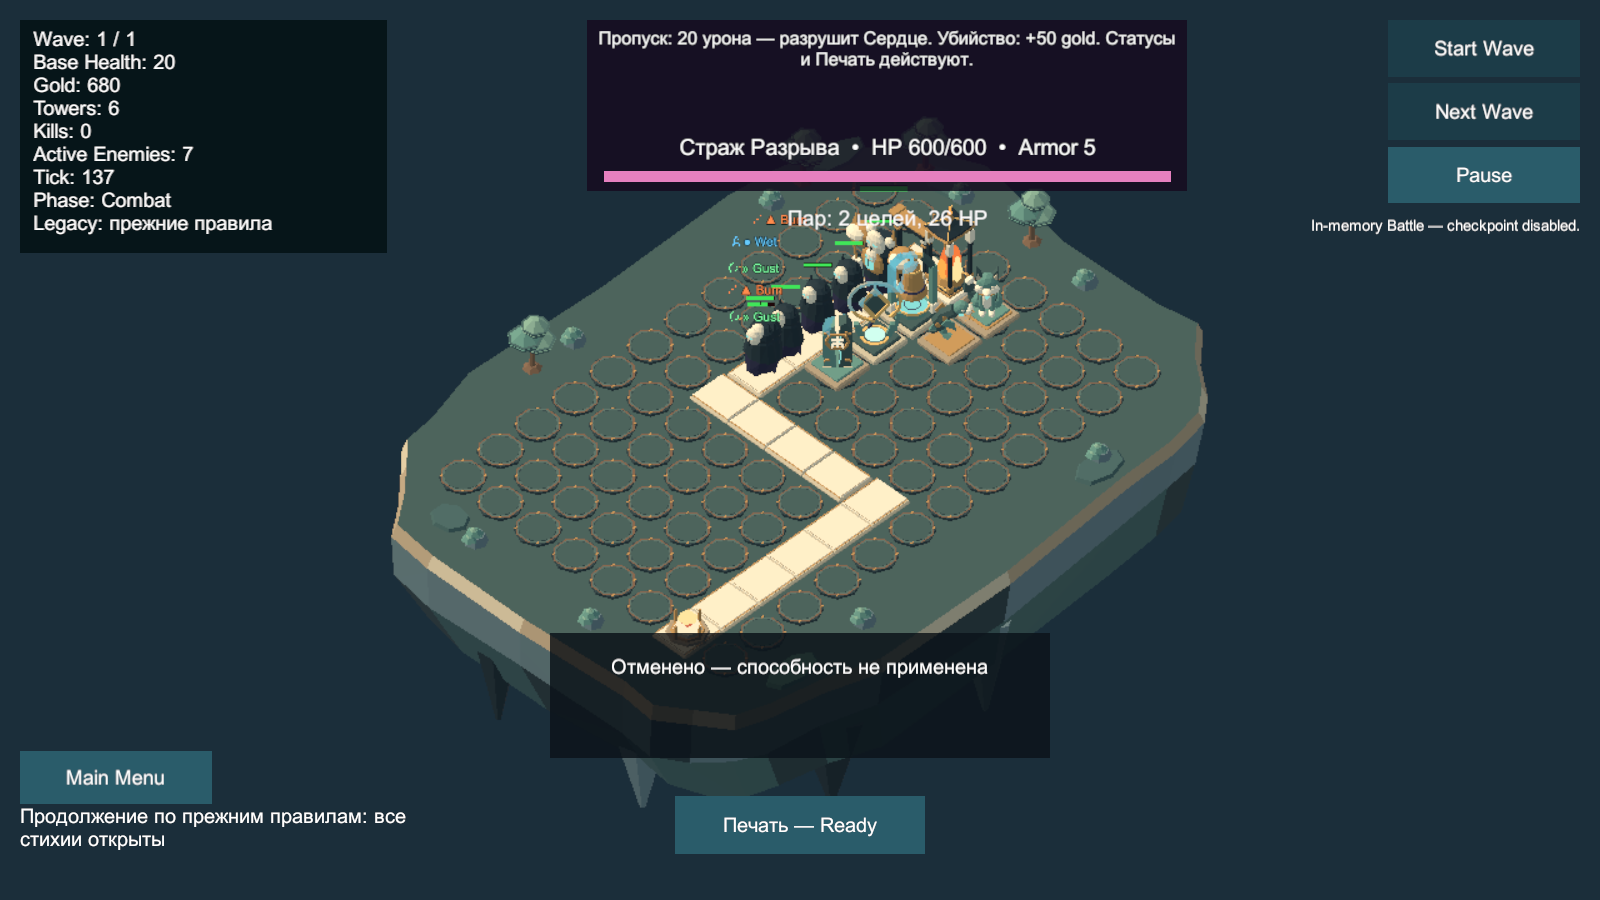 Wave: 1 / 1
Base Health: 20
Gold: 680
Towers: 6
Kills: 0
Active Enemies: 7
Tick: 137
Phase: Combat
Legacy: прежние правила
Пропуск: 20 урона — разрушит Сердце. Убийство: +50 gold. Статусы
и Печать действуют.
Страж Разрыва • HP 600/600 • Armor 5
Start Wave
Next Wave
Pause
In-memory Battle — checkpoint disabled.
Пар: 2 целей, 26 HP
Wet
Gust
Burn
Gust
Отменено — способность не применена
Main Menu
Продолжение по прежним правилам: все
стихии открыты
Печать — Ready